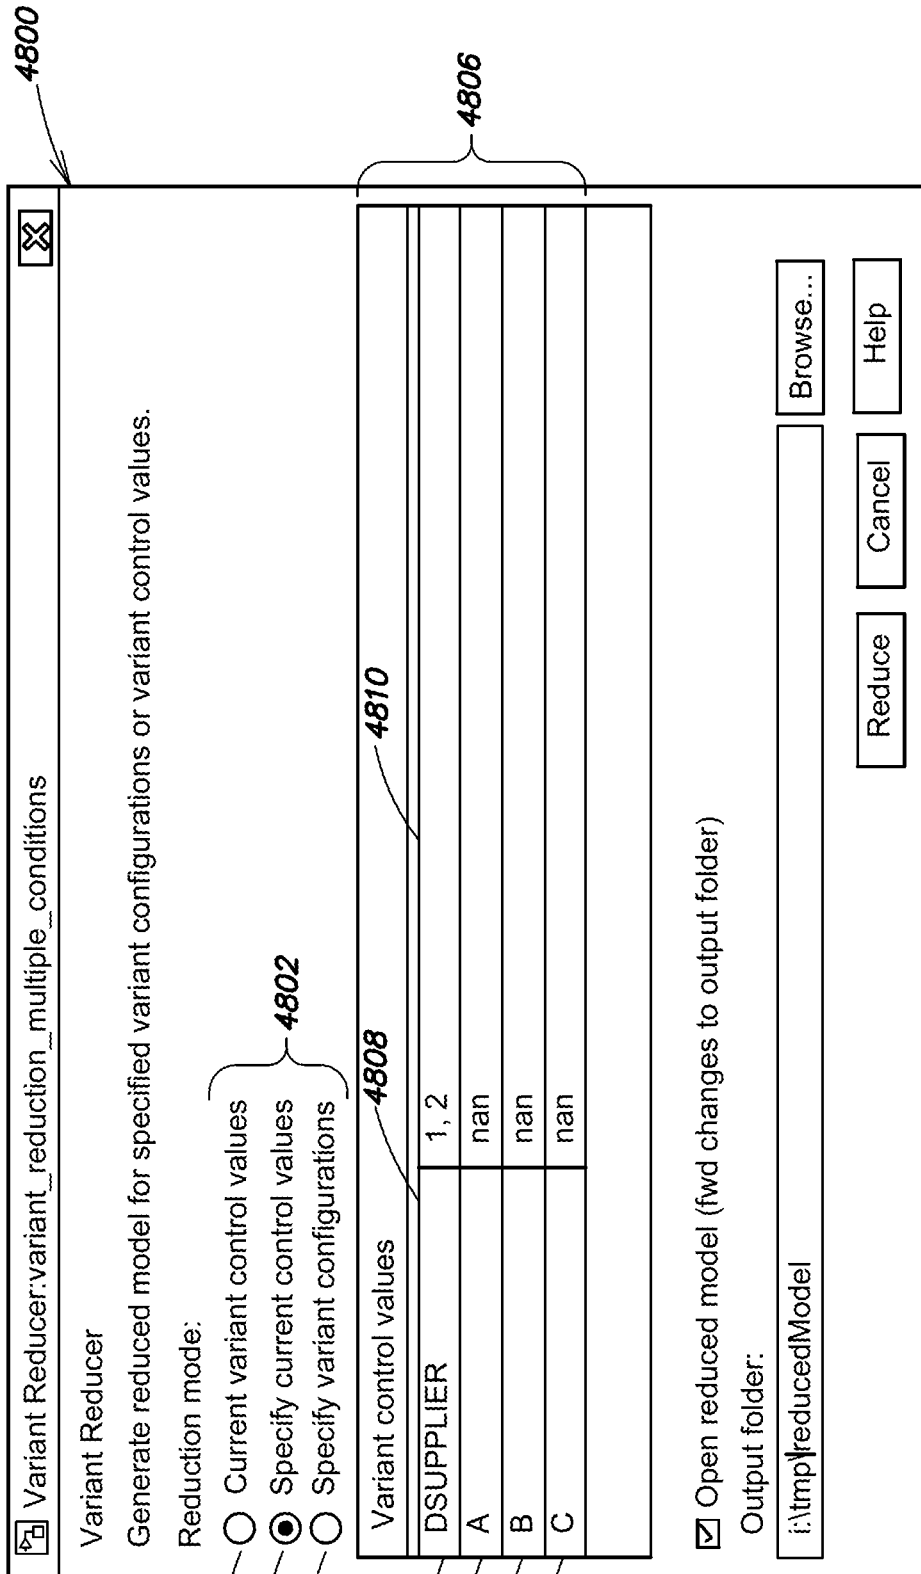 4800
Variant Reducer:variant_reduction_multiple_conditions
Variant Reducer
Generate reduced model for specified variant configurations or variant control values.
Reduction mode:
Current variant control values
Specify current control values
Specify variant configurations
4802
4808
4810
4806
Variant control values
DSUPPLIER 1, 2
A nan
B nan
C nan
Open reduced model (fwd changes to output folder)
Output folder:
i:\tmp\reducedModel Browse...
Reduce Cancel Help